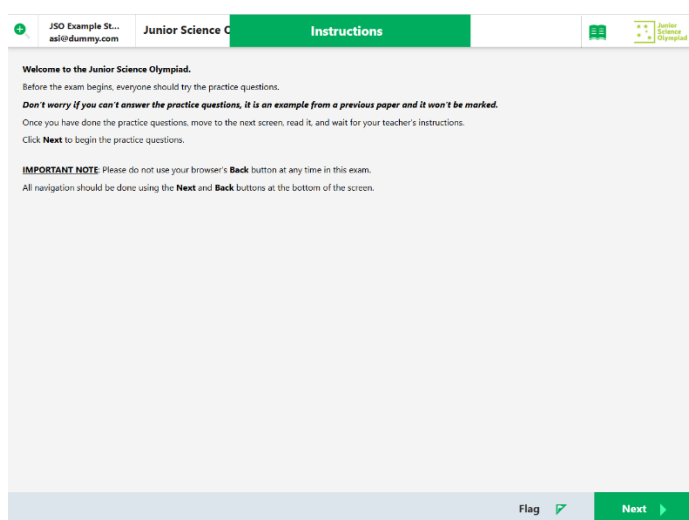 JSO Example St...
asi@dummy.com
Junior Science O
Instructions
Junior
Science
Olympiad
Welcome to the Junior Science Olympiad.
Before the exam begins, everyone should try the practice questions.
Don't worry if you can't answer the practice questions, it is an example from a previous paper and it won't be marked.
Once you have done the practice questions, move to the next screen, read it, and wait for your teacher's instructions.
Click Next to begin the practice questions.
IMPORTANT NOTE: Please do not use your browser's Back button at any time in this exam.
All navigation should be done using the Next and Back buttons at the bottom of the screen.
Flag
Next